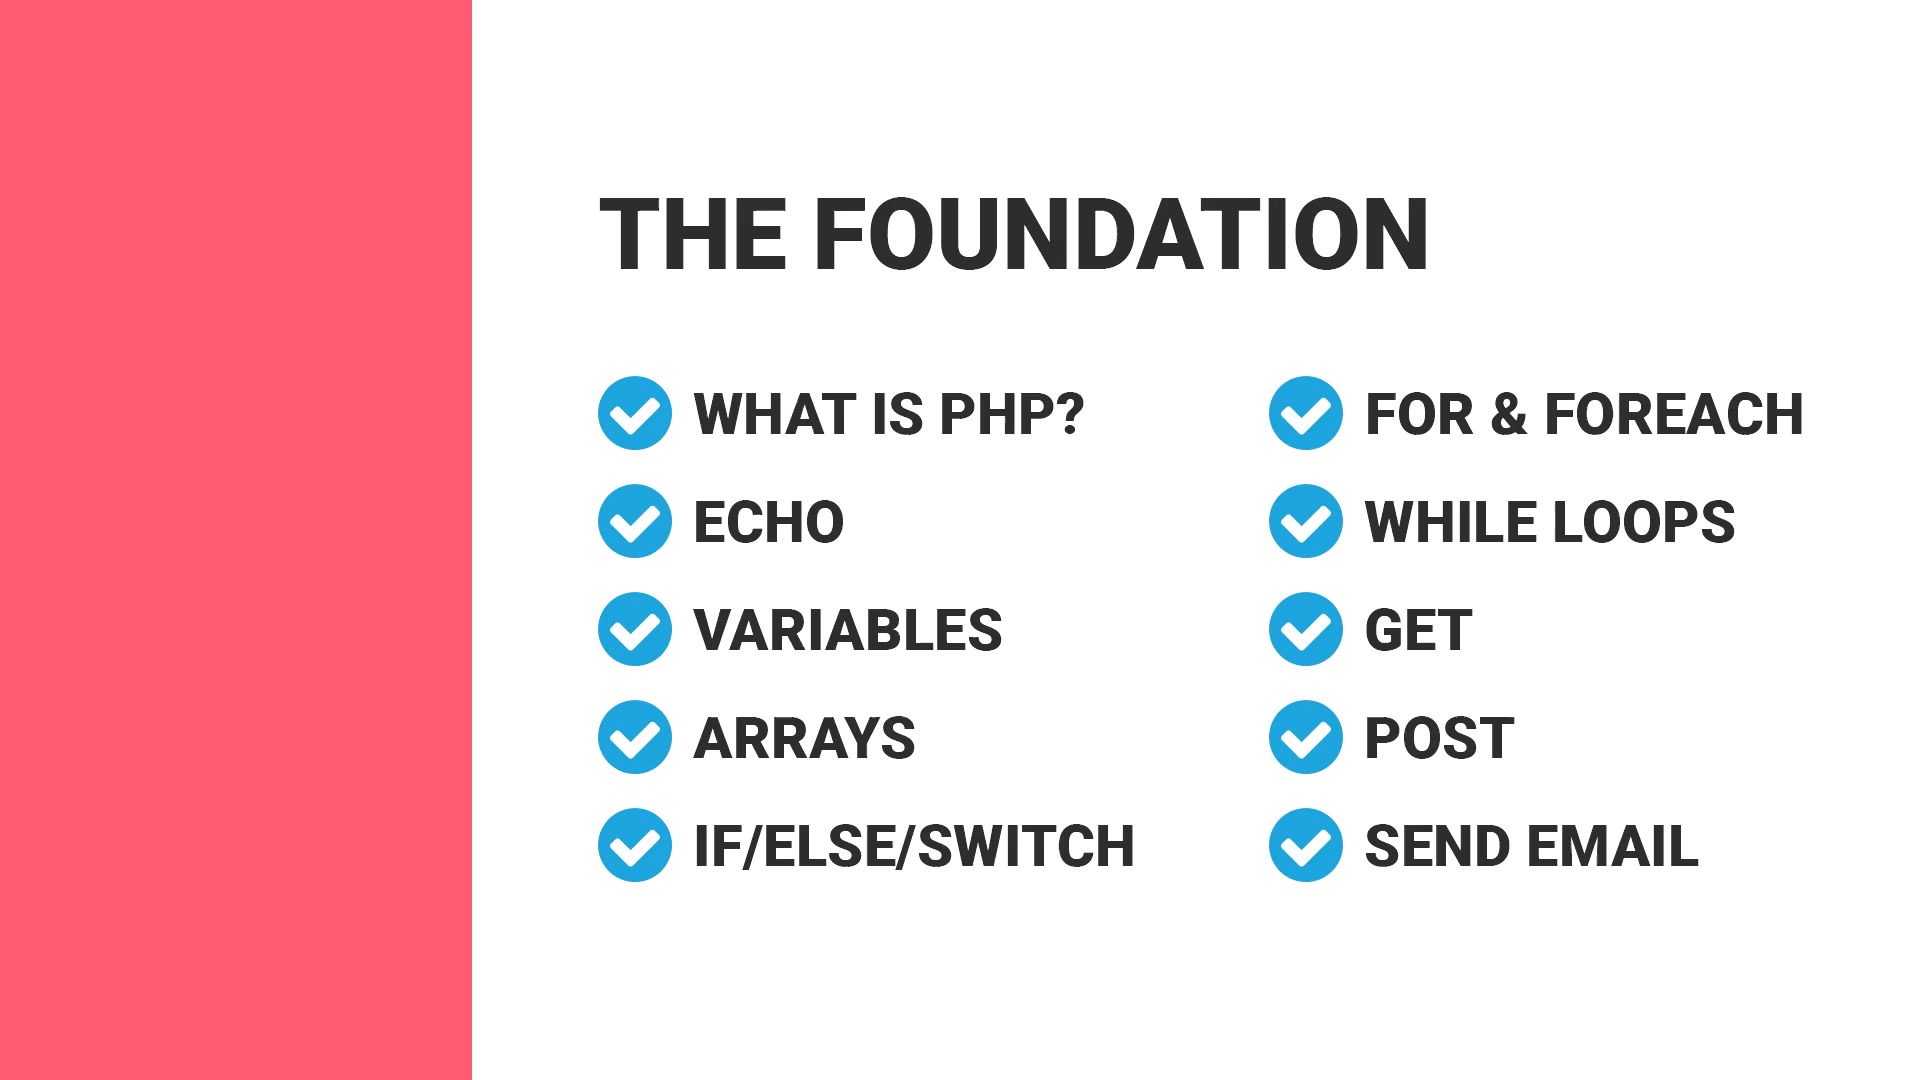 THE FOUNDATION
WHAT IS PHP?
ECHO
VARIABLES
ARRAYS
IF/ELSE/SWITCH
FOR & FOREACH
WHILE LOOPS
GET
POST
SEND EMAIL